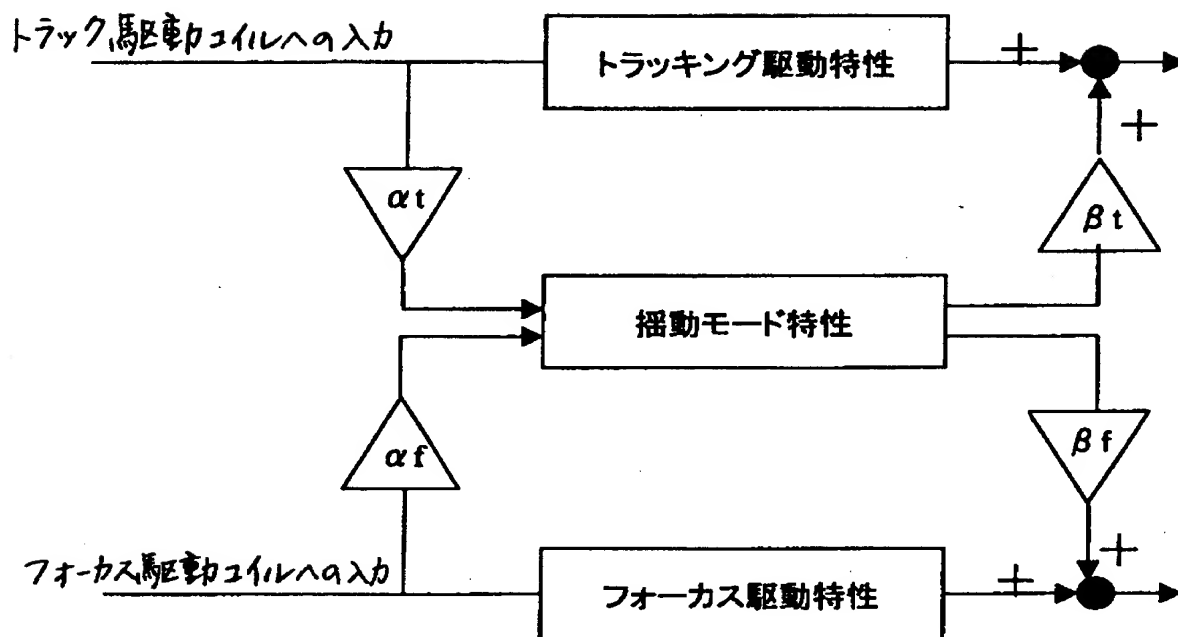 トラック駆動コイルへの入力
トラッキング駆動特性
+
+
αt
βt
揺動モード特性
αf
βf
+
フォーカス駆動コイルへの入力
フォーカス駆動特性
+